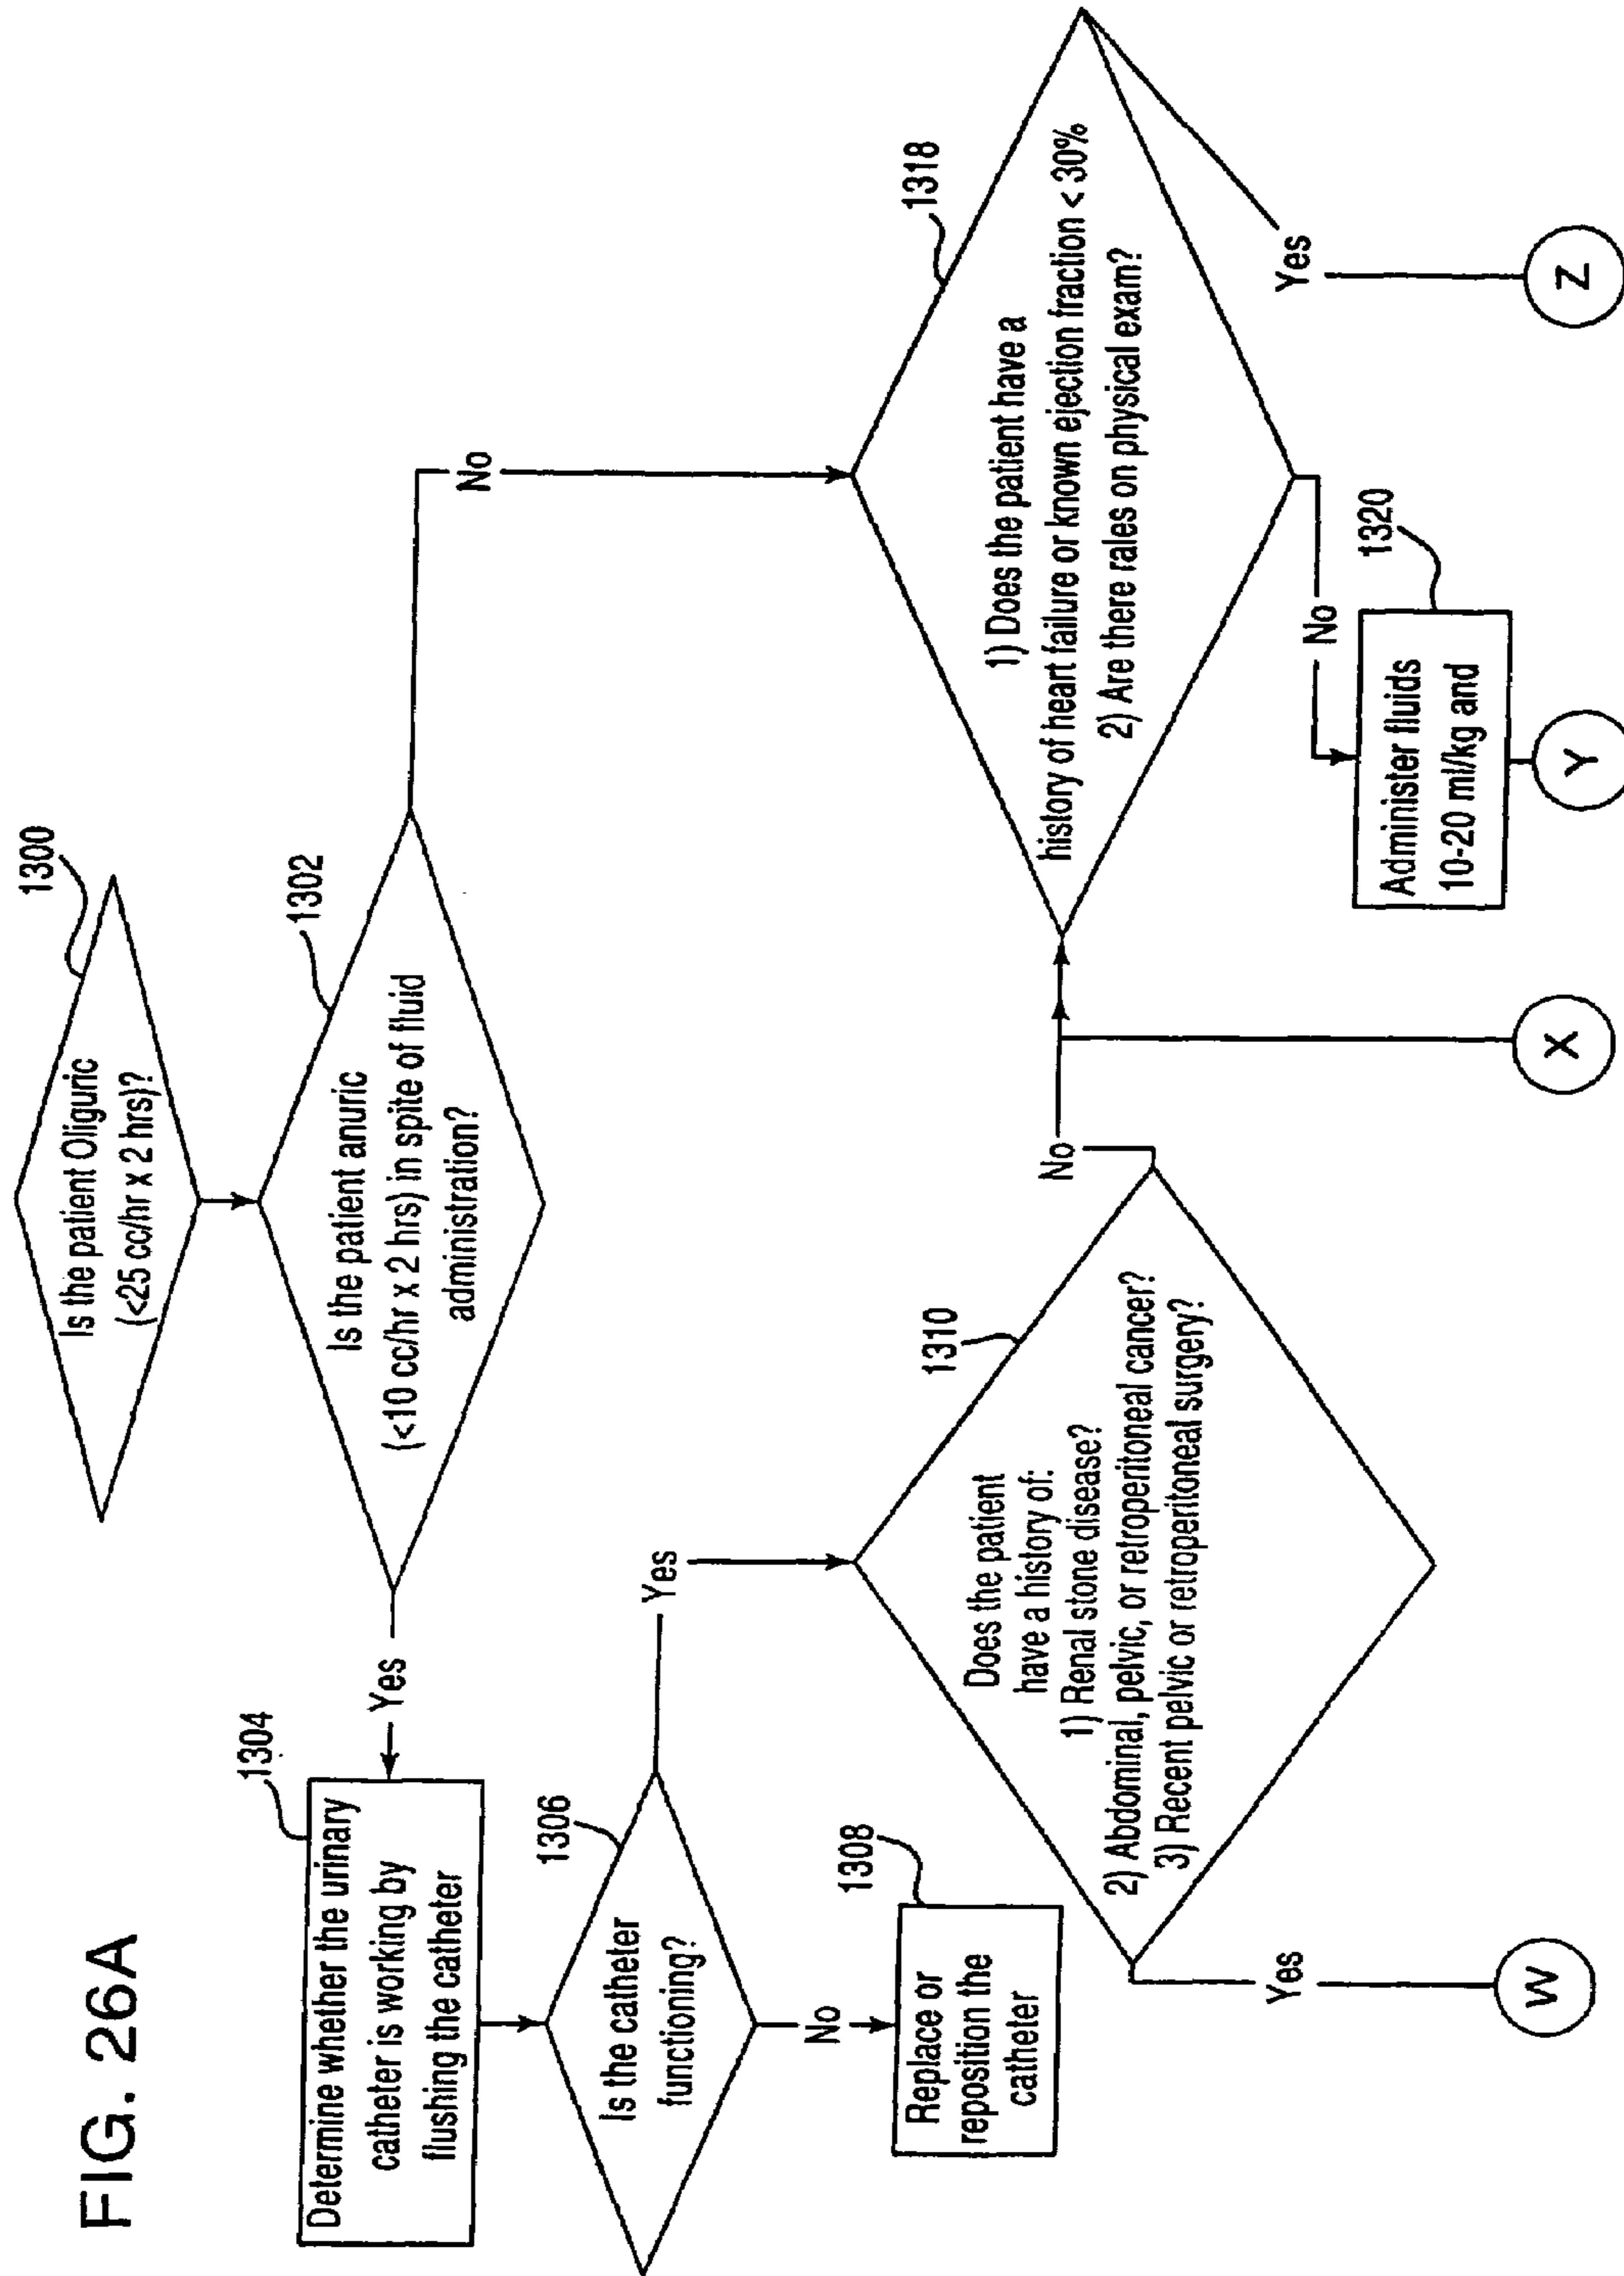 FIG. 26A
1300
Is the patient Oliguric
(<25 cc/hr x 2 hrs)?
1302
Is the patient anuric
(<10 cc/hr x 2 hrs) in spite of fluid
administration?
Yes
No
1304
Determine whether the urinary
catheter is working by
flushing the catheter
1306
Is the catheter
functioning?
Yes
No
1308
Replace or
reposition the
catheter
1310
Does the patient
have a history of:
1) Renal stone disease?
2) Abdominal, pelvic, or retroperitoneal cancer?
3) Recent pelvic or retroperitoneal surgery?
No
Yes
1318
1) Does the patient have a
history of heart failure or known ejection fraction < 30%
2) Are there rales on physical exam?
No
Yes
1320
Administer fluids
10-20 ml/kg and
W
X
Y
Z